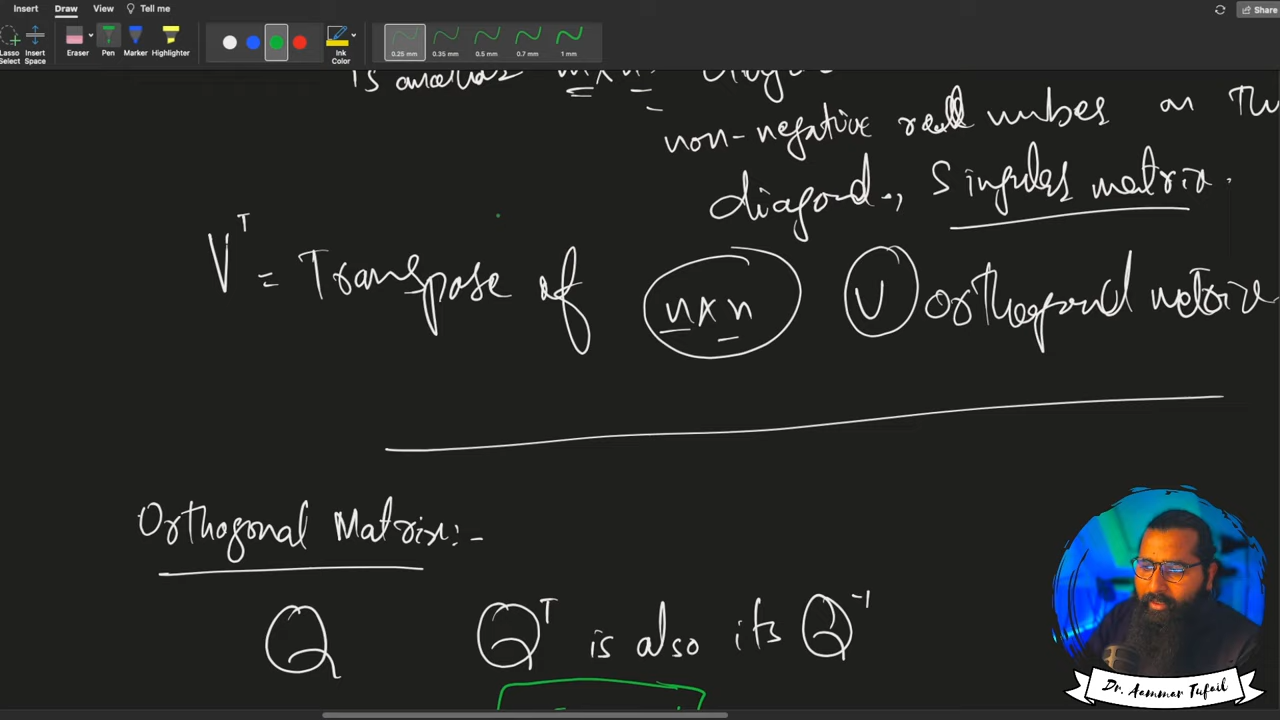 Insert Draw View Tell me
Share
Lasso Select Insert Space Eraser Pen Marker Highlighter Ink Color 0.25 mm 0.35 mm 0.5 mm 0.7 mm 1 mm
is m x n
non-negative real numbers on
diagonal., Singular matrix.
V^T = Transpose of n x n V orthogonal matrix
Orthogonal Matrix:-
Q Q^T is also its Q^-1
Dr. Aammar Tufail